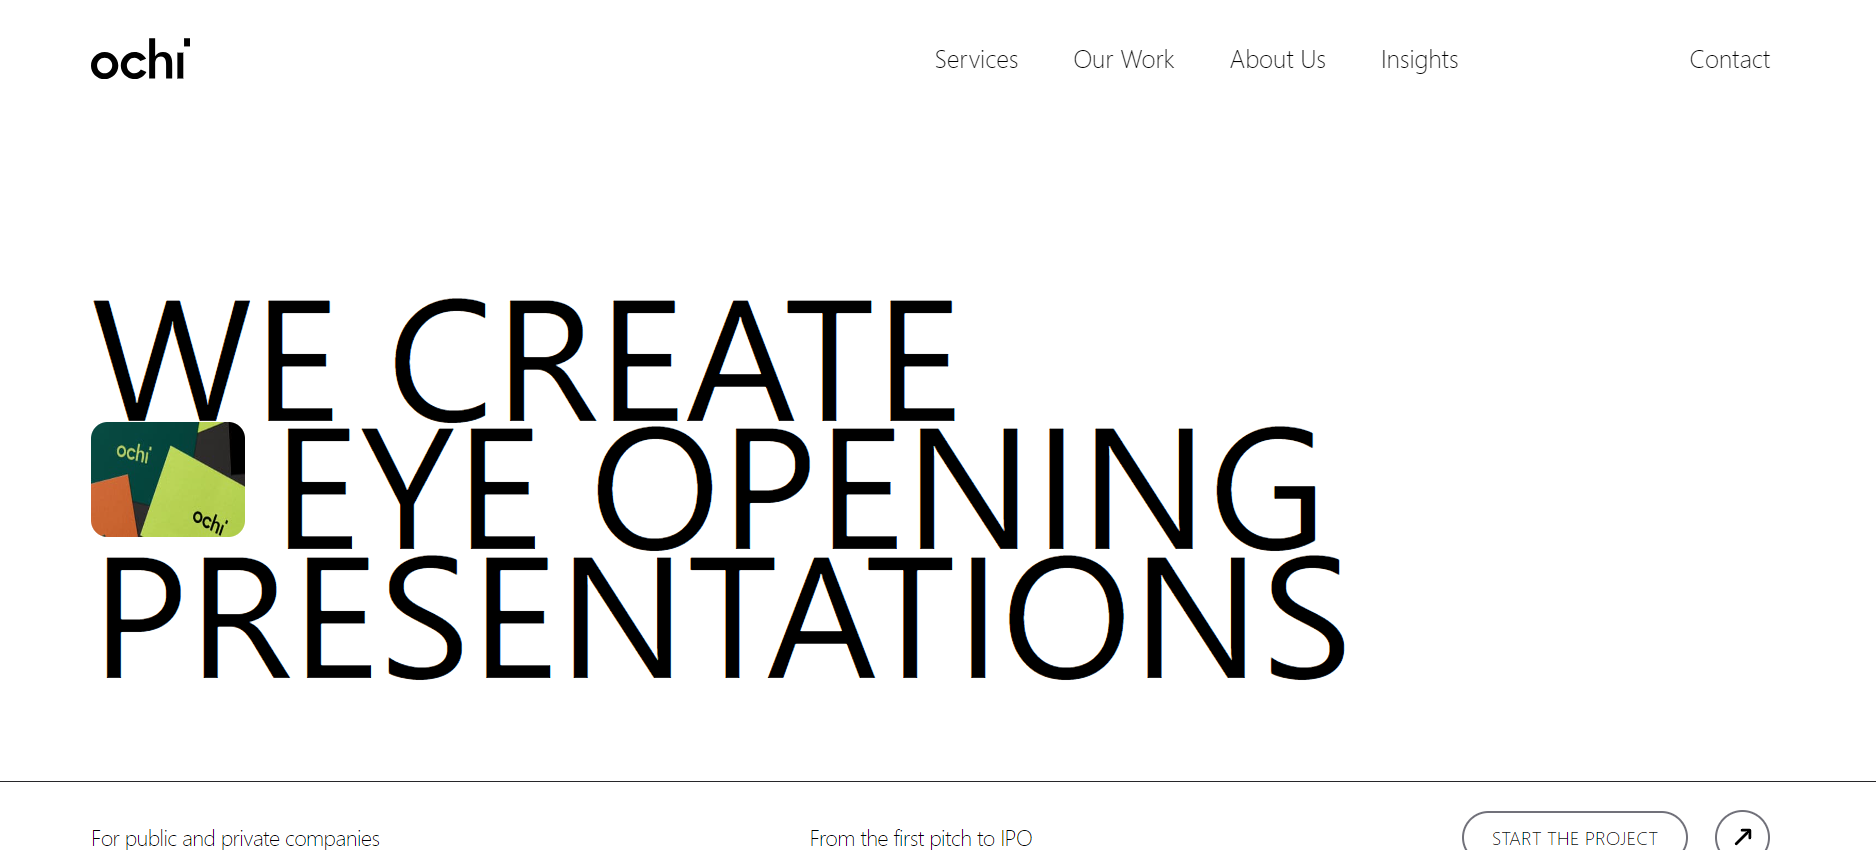 ochi
Services Our Work About Us Insights Contact
WE CREATE
ochi ochi EYE OPENING
PRESENTATIONS
For public and private companies From the first pitch to IPO START THE PROJECT